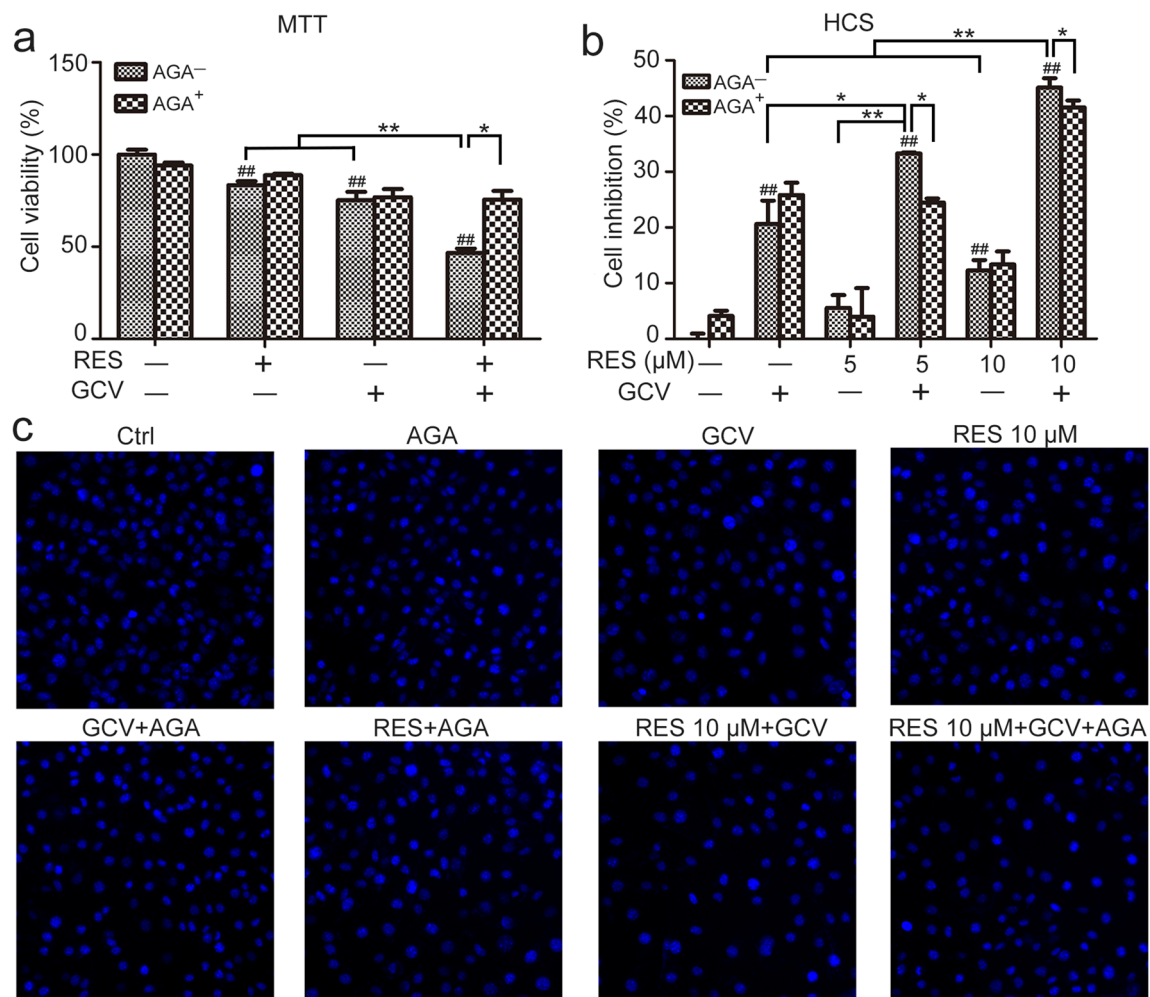 a
MTT
150
100
50
0
Cell viability (%)
AGA—
AGA+
** *
## ## ##
RES — + — +
GCV — — + +
b
HCS
50
40
30
20
10
0
Cell inhibition (%)
AGA—
AGA+
** *
* *
**
## ## ## ##
RES (µM) — — 5 5 10 10
GCV — + — + — +
c
Ctrl AGA GCV RES 10 µM
GCV+AGA RES+AGA RES 10 µM+GCV RES 10 µM+GCV+AGA